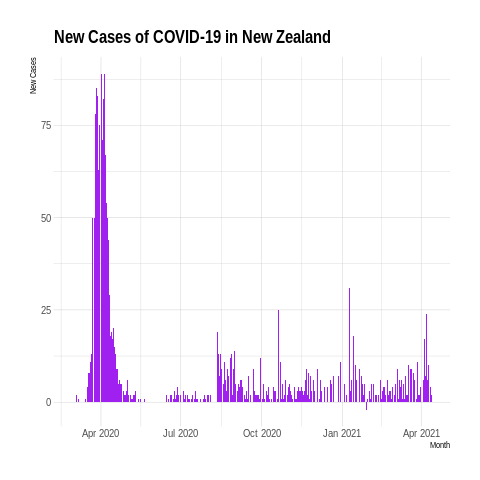 New Cases of COVID-19 in New Zealand
New Cases
75
50
25
0
Apr 2020 Jul 2020 Oct 2020 Jan 2021 Apr 2021
Month